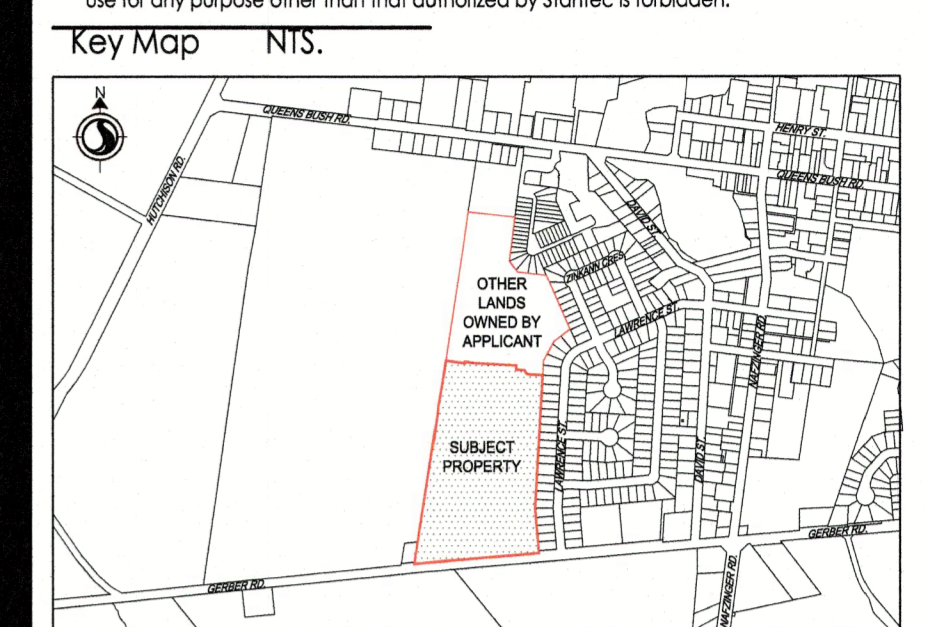 use for any purpose other than that authorized by Stantec is forbidden.
Key Map NTS.
N
QUEENS BUSH RD.
HENRY ST.
QUEENS BUSH RD.
HUTCHISON RD.
DAVID ST.
ZINKANN CRES
OTHER
LANDS
OWNED BY
APPLICANT
LAWRENCE ST.
NAFZINGER RD.
SUBJECT
PROPERTY
LAWRENCE ST.
DAVID ST.
GERBER RD.
GERBER RD.
NAFZINGER RD.